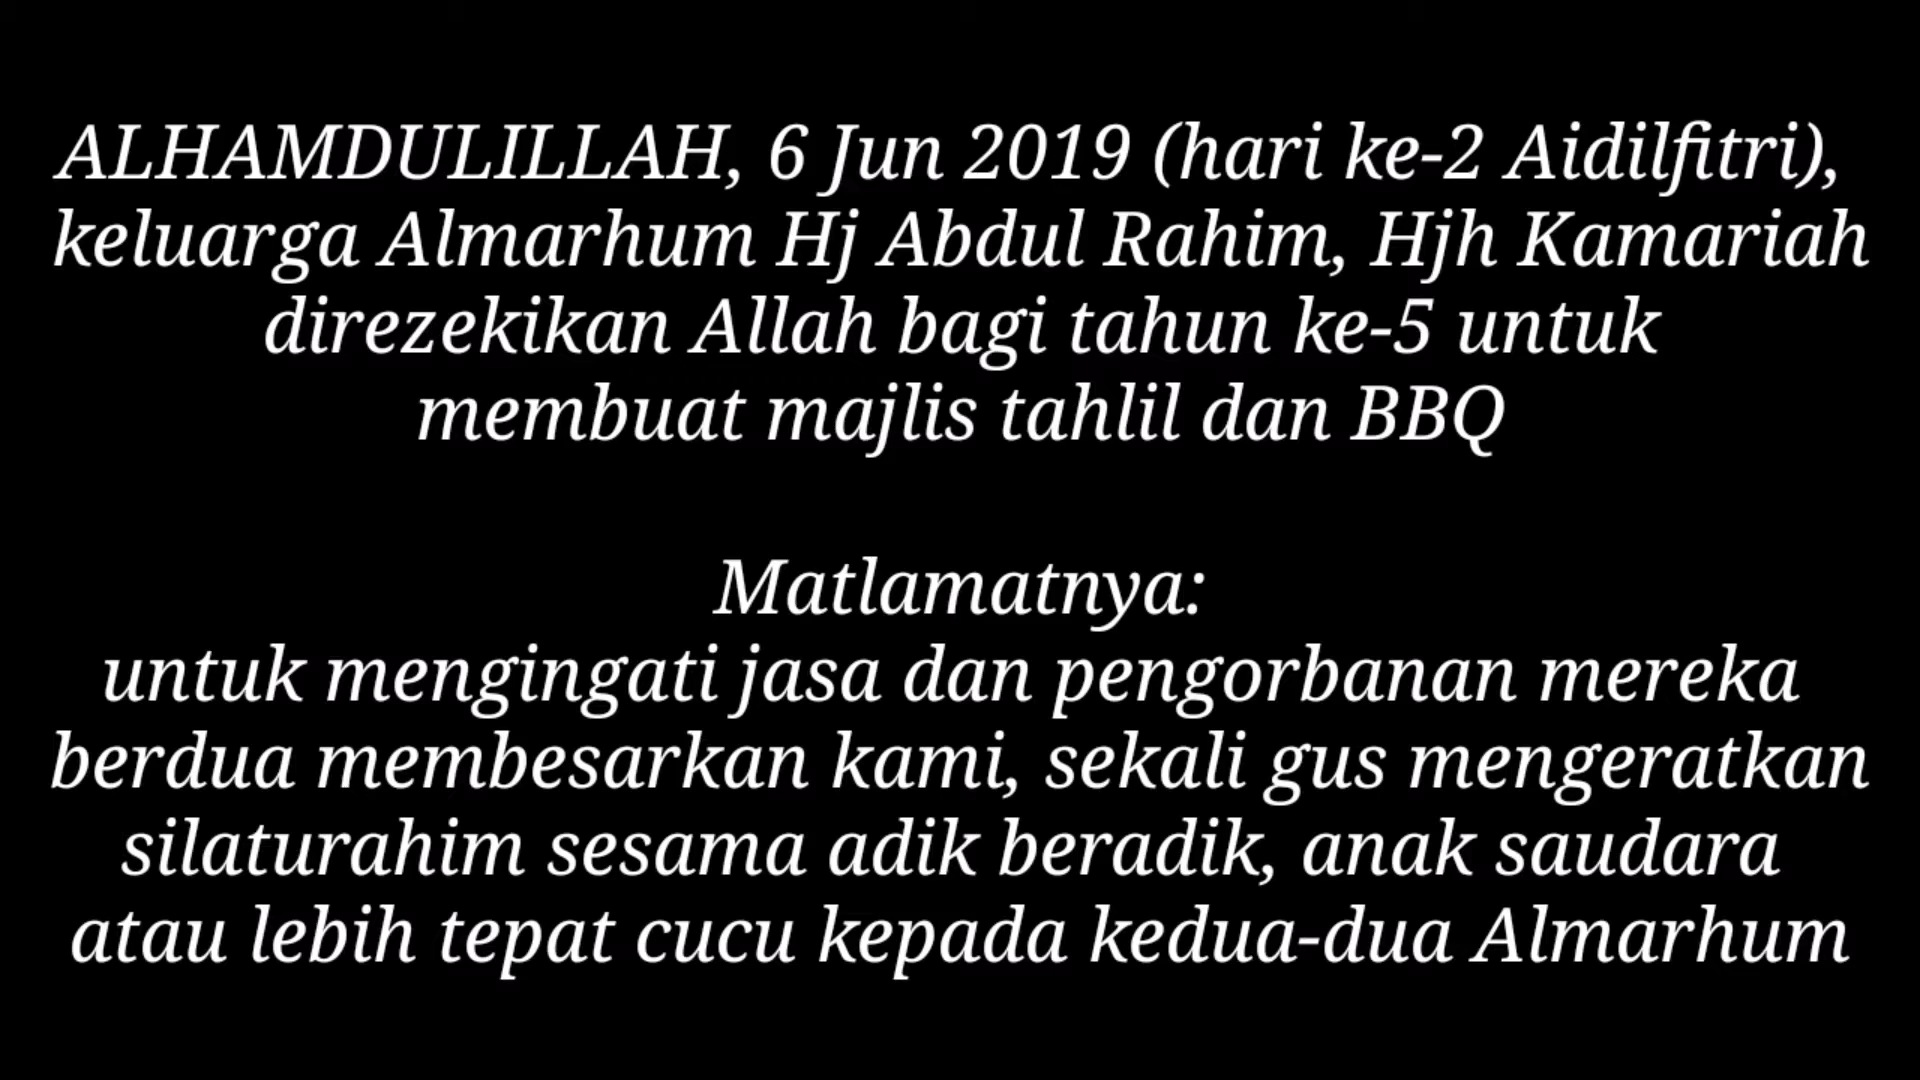 ALHAMDULILLAH, 6 Jun 2019 (hari ke-2 Aidilfitri),
keluarga Almarhum Hj Abdul Rahim, Hjh Kamariah
direzekikan Allah bagi tahun ke-5 untuk
membuat majlis tahlil dan BBQ
Matlamatnya:
untuk mengingati jasa dan pengorbanan mereka
berdua membesarkan kami, sekali gus mengeratkan
silaturahim sesama adik beradik, anak saudara
atau lebih tepat cucu kepada kedua-dua Almarhum